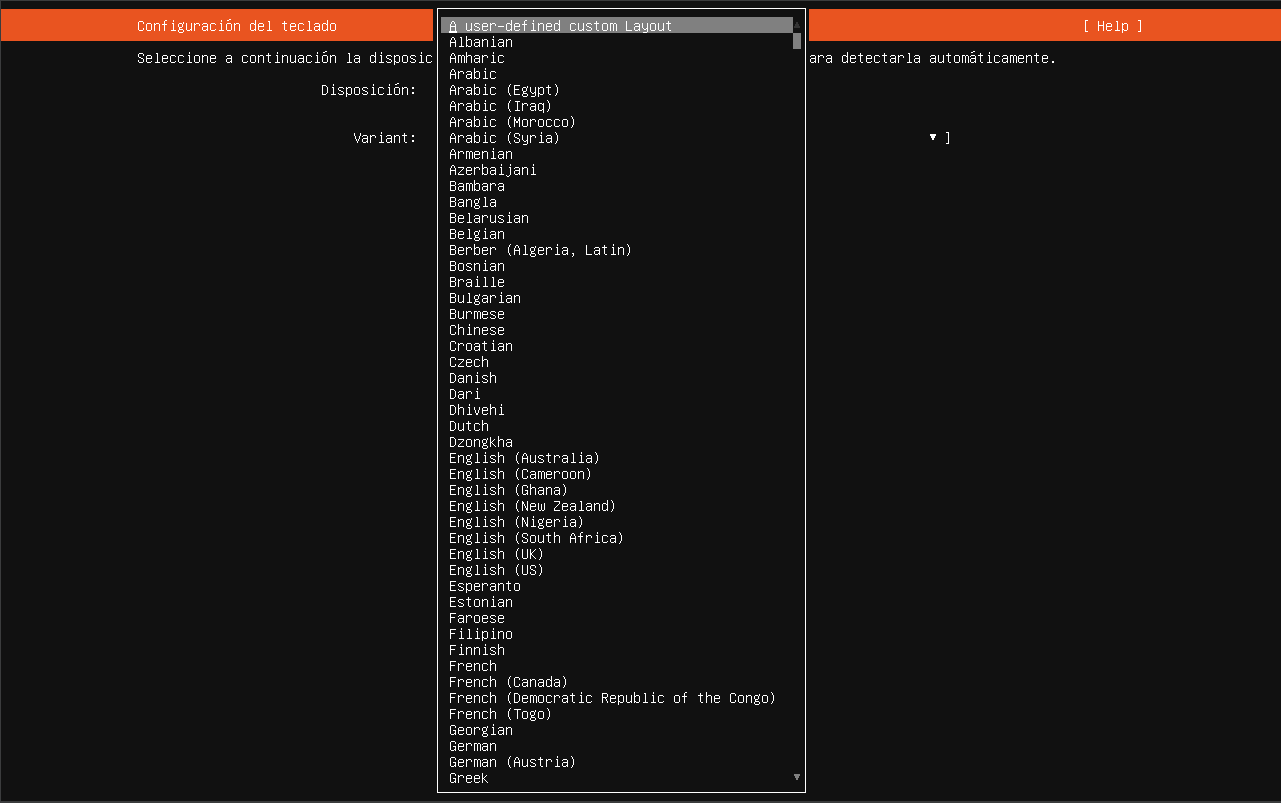 Configuración del teclado
[ Help ]
Seleccione a continuación la disposic
ara detectarla automáticamente.
Disposición:
Variant:
▼ ]
A user-defined custom Layout
Albanian
Amharic
Arabic
Arabic (Egypt)
Arabic (Iraq)
Arabic (Morocco)
Arabic (Syria)
Armenian
Azerbaijani
Bambara
Bangla
Belarusian
Belgian
Berber (Algeria, Latin)
Bosnian
Braille
Bulgarian
Burmese
Chinese
Croatian
Czech
Danish
Dari
Dhivehi
Dutch
Dzongkha
English (Australia)
English (Cameroon)
English (Ghana)
English (New Zealand)
English (Nigeria)
English (South Africa)
English (UK)
English (US)
Esperanto
Estonian
Faroese
Filipino
Finnish
French
French (Canada)
French (Democratic Republic of the Congo)
French (Togo)
Georgian
German
German (Austria)
Greek